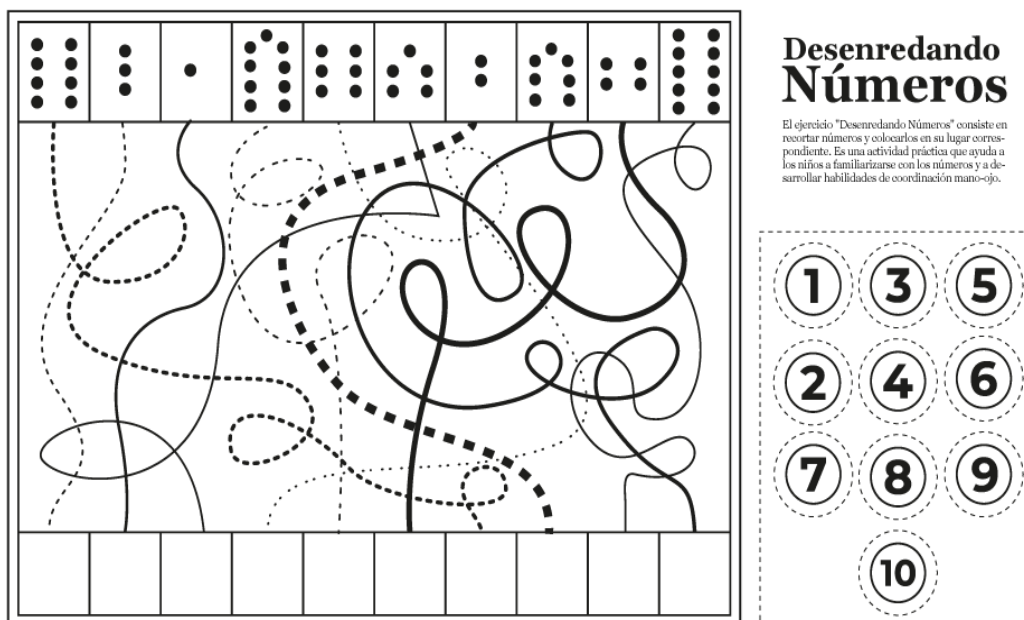 Desenredando
Números
El ejercicio "Desenredando Números" consiste en
recortar números y colocarlos en su lugar corres-
pondiente. Es una actividad práctica que ayuda a
los niños a familiarizarse con los números y a de-
sarrollar habilidades de coordinación mano-ojo.
1 3 5
2 4 6
7 8 9
10